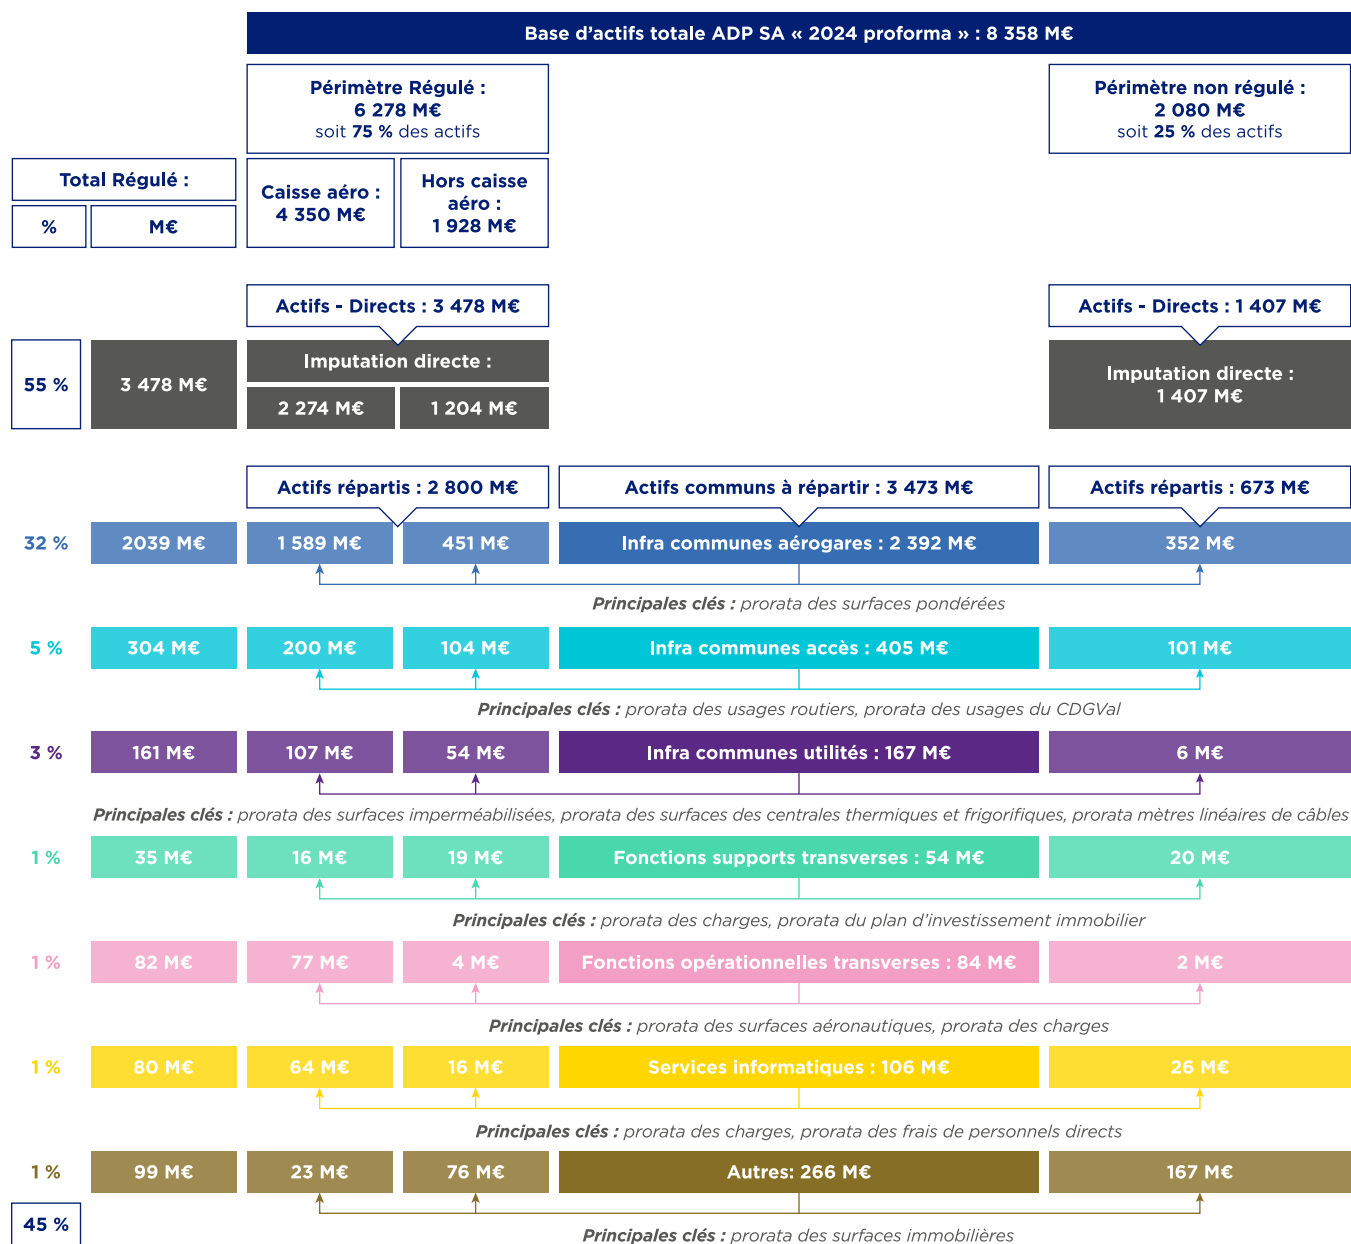 Base d'actifs totale ADP SA « 2024 proforma » : 8 358 M€
Périmètre Régulé :
6 278 M€
soit 75 % des actifs
Périmètre non régulé :
2 080 M€
soit 25 % des actifs
Total Régulé :
%
M€
Caisse aéro :
4 350 M€
Hors caisse
aéro :
1 928 M€
Actifs - Directs : 3 478 M€
Actifs - Directs : 1 407 M€
55 %
3 478 M€
Imputation directe :
2 274 M€
1 204 M€
Imputation directe :
1 407 M€
Actifs répartis : 2 800 M€
Actifs communs à répartir : 3 473 M€
Actifs répartis : 673 M€
32 %
2039 M€
1 589 M€
451 M€
Infra communes aérogares : 2 392 M€
352 M€
Principales clés : prorata des surfaces pondérées
5 %
304 M€
200 M€
104 M€
Infra communes accès : 405 M€
101 M€
Principales clés : prorata des usages routiers, prorata des usages du CDGVal
3 %
161 M€
107 M€
54 M€
Infra communes utilités : 167 M€
6 M€
Principales clés : prorata des surfaces imperméabilisées, prorata des surfaces des centrales thermiques et frigorifiques, prorata mètres linéaires de câbles
1 %
35 M€
16 M€
19 M€
Fonctions supports transverses : 54 M€
20 M€
Principales clés : prorata des charges, prorata du plan d'investissement immobilier
1 %
82 M€
77 M€
4 M€
Fonctions opérationnelles transverses : 84 M€
2 M€
Principales clés : prorata des surfaces aéronautiques, prorata des charges
1 %
80 M€
64 M€
16 M€
Services informatiques : 106 M€
26 M€
Principales clés : prorata des charges, prorata des frais de personnels directs
1 %
99 M€
23 M€
76 M€
Autres: 266 M€
167 M€
45 %
Principales clés : prorata des surfaces immobilières